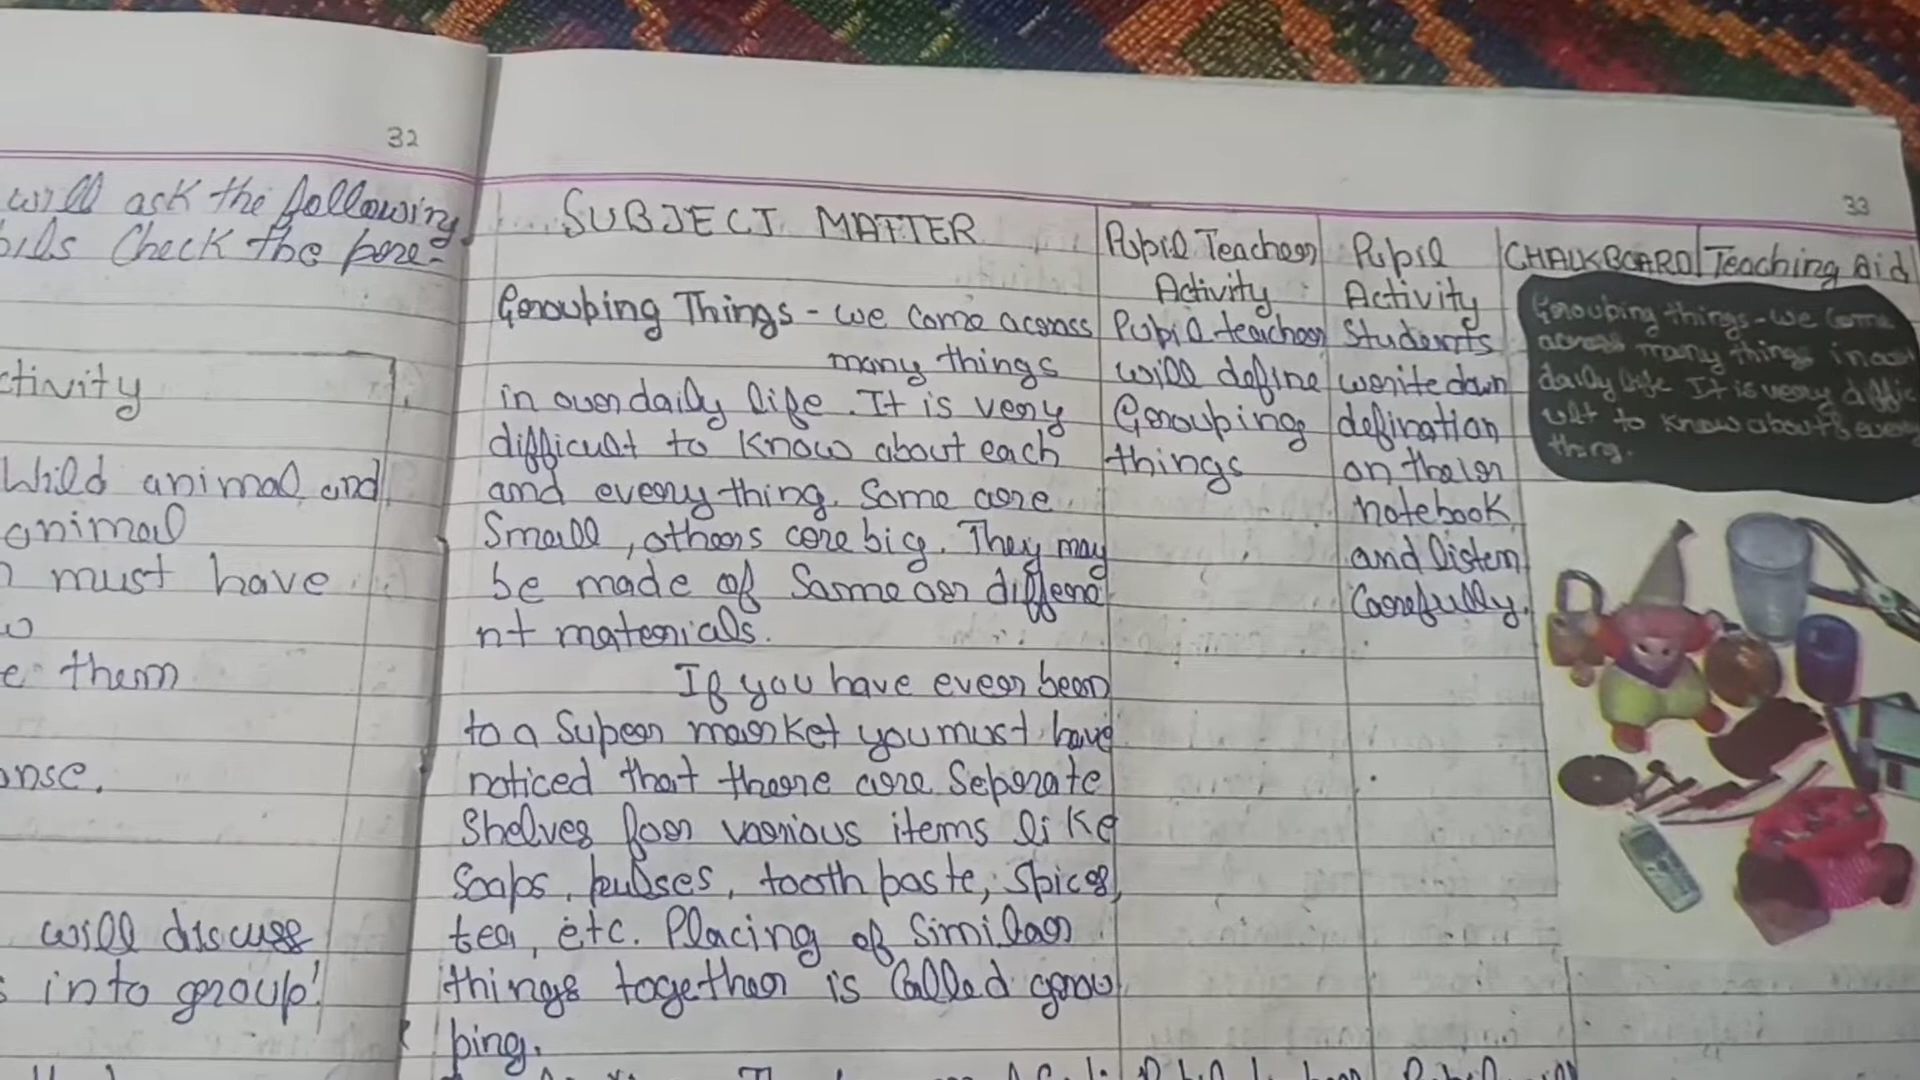 32
will ask the following
Check the
ctivity
Wild animal and
animal
must have
them
onse.
will discuss
into group'
33
SUBJECT MATTER
Grouping Things - we come across
many things
in our daily life. It is very
difficult to know about each
and every thing. Some are
Small, others are big. They may
be made of Same or differe
nt materials.
If you have ever been
to a Super market you must have
noticed that there are Seperate
Shelves for various items like
Soaps, pulses, tooth paste, Spices,
tea, etc. Placing of Similar
things together is Called grou
ping.
Pupil Teacher
Activity
Pupil teacher
will define
Grouping
things
Pupil
Activity
Students
write down
defination
on their
notebook
and listen
Carefully.
CHALKBOARD
Grouping things - we Come
across many things in our
daily life It is very diffic
ult to know about every
thing.
Teaching Aid